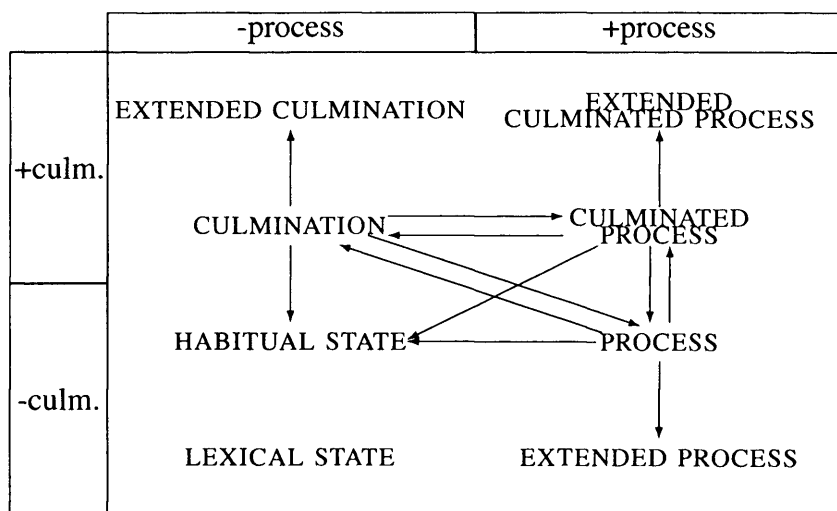 -process
+process
+culm.
EXTENDED CULMINATION
EXTENDED
CULMINATED PROCESS
CULMINATION
CULMINATED
PROCESS
-culm.
HABITUAL STATE
PROCESS
LEXICAL STATE
EXTENDED PROCESS